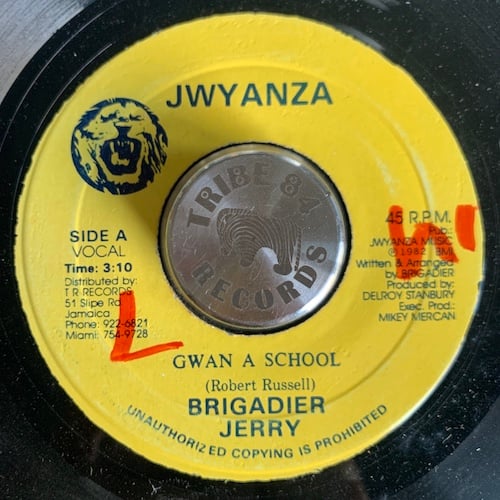 JWYANZA
TRIBE 84
RECORDS
SIDE A
VOCAL
Time: 3:10
Distributed by:
T R RECORDS
51 Slipe Rd
Jamaica
Phone: 922-6821
Miami: 754-9728
45 R.P.M.
Pub.:
JWYANZA MUSIC
℗1982 BMI
Written & Arranged
by BRIGADIER
Produced by
DELROY STANBURY
Exec. Prod.:
MIKEY MERCAN
GWAN A SCHOOL
(Robert Russell)
BRIGADIER
JERRY
UNAUTHORIZED COPYING IS PROHIBITED